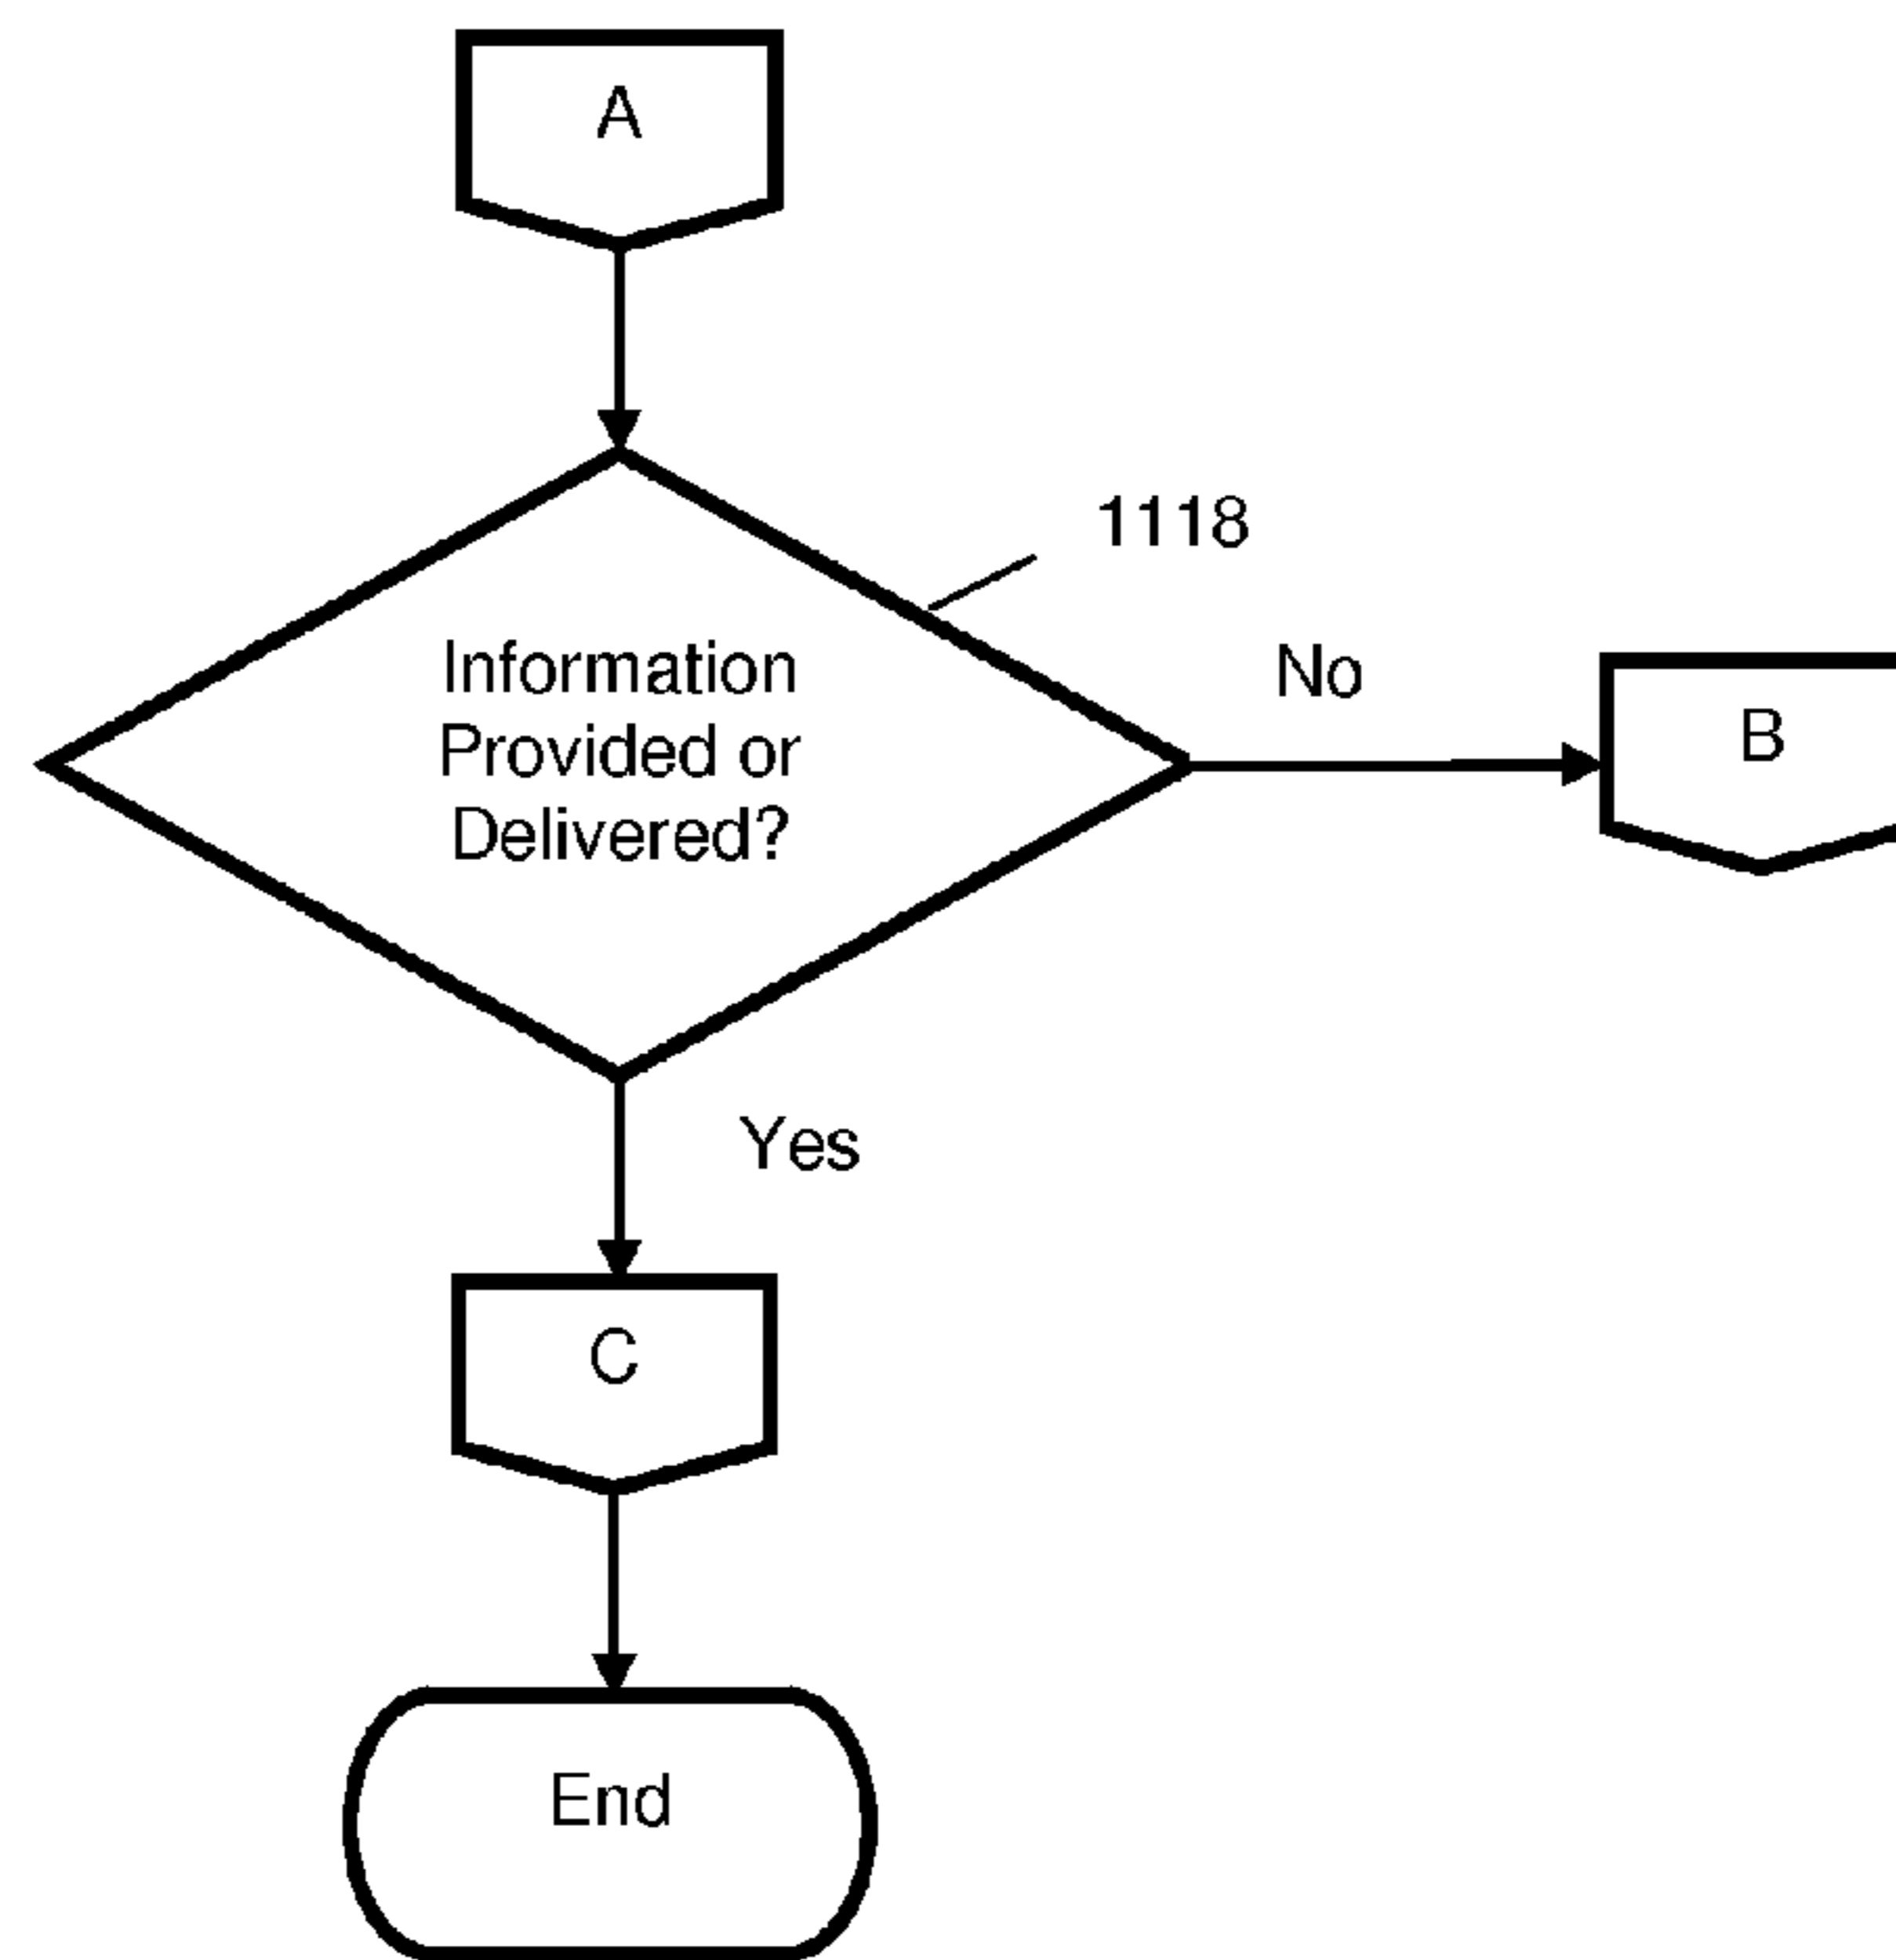 A
1118
Information
Provided or
Delivered?
No
B
Yes
C
End